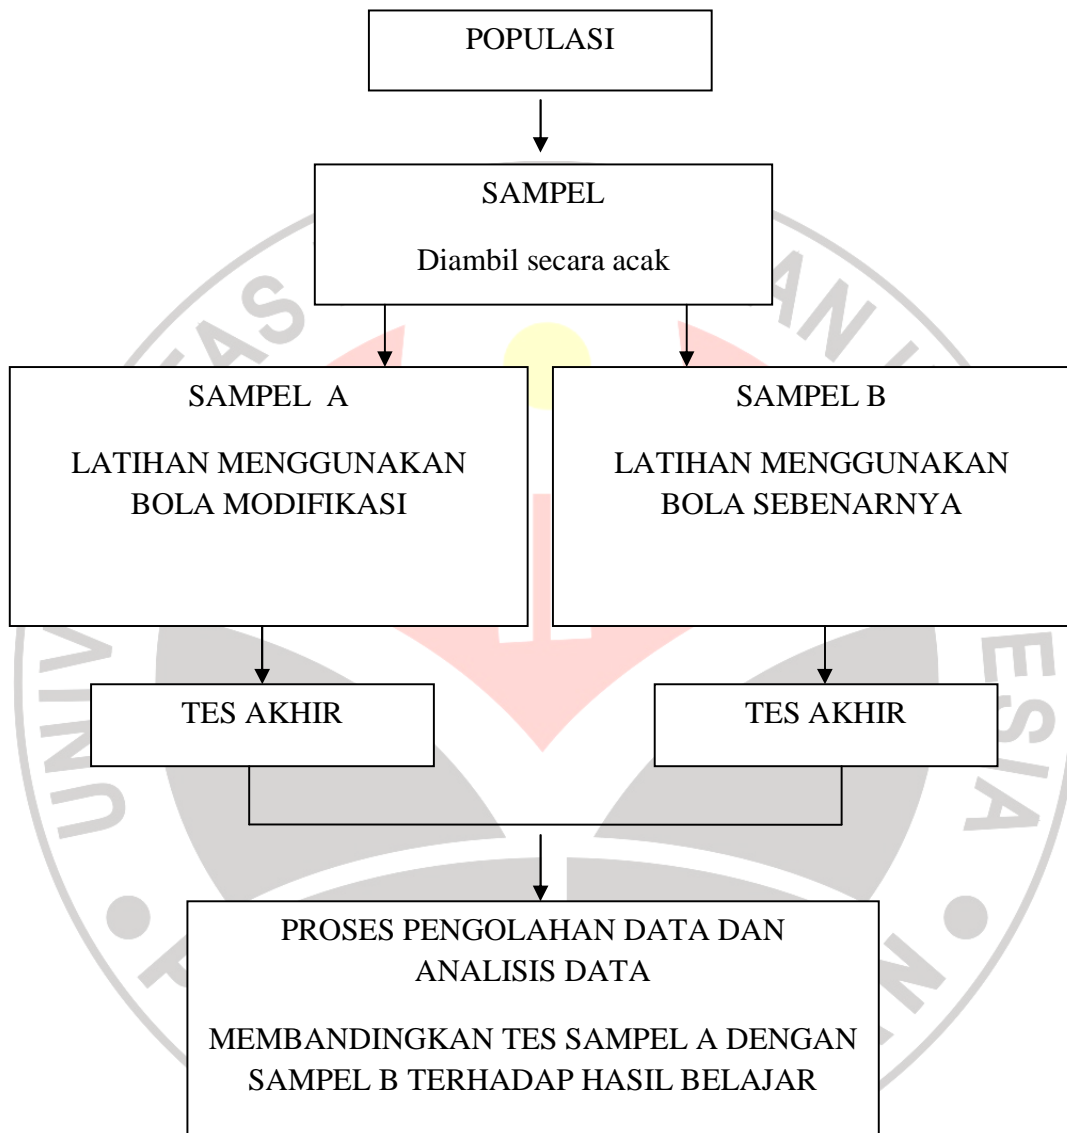 POPULASI
SAMPEL
Diambil secara acak
SAMPEL A
LATIHAN MENGGUNAKAN
BOLA MODIFIKASI
SAMPEL B
LATIHAN MENGGUNAKAN
BOLA SEBENARNYA
TES AKHIR
TES AKHIR
PROSES PENGOLAHAN DATA DAN
ANALISIS DATA
MEMBANDINGKAN TES SAMPEL A DENGAN
SAMPEL B TERHADAP HASIL BELAJAR